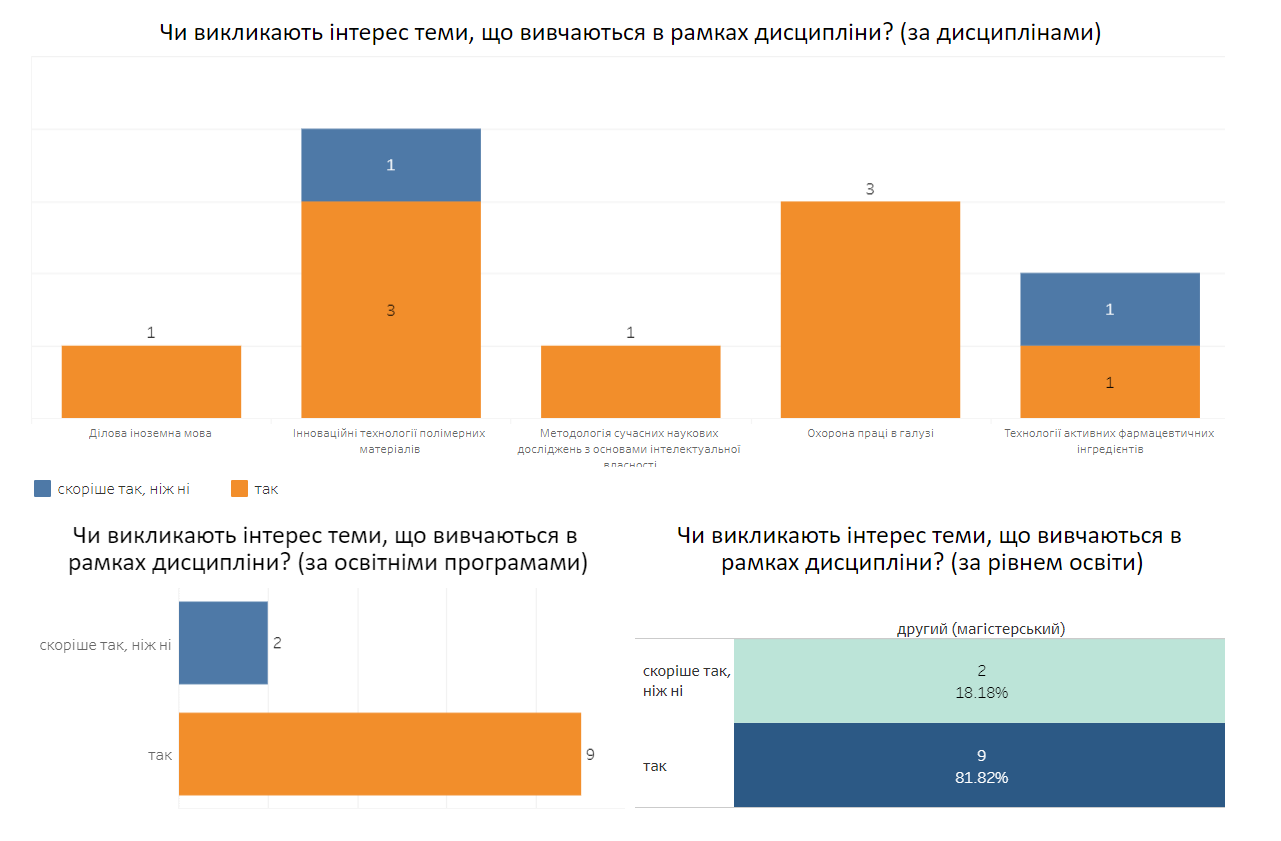 Чи викликають інтерес теми, що вивчаються в рамках дисципліни? (за дисциплінами)
1
3
1
1
3
1
1
Ділова іноземна мова
Інноваційні технології полімерних
матеріалів
Методологія сучасних наукових
досліджень з основами інтелектуальної
власності
Охорона праці в галузі
Технології активних фармацевтичних
інгредієнтів
скоріше так, ніж ні
так
Чи викликають інтерес теми, що вивчаються в
рамках дисципліни? (за освітніми програмами)
скоріше так, ніж ні
2
так
9
Чи викликають інтерес теми, що вивчаються в
рамках дисципліни? (за рівнем освіти)
другий (магістерський)
скоріше так,
ніж ні
2
18.18%
так
9
81.82%